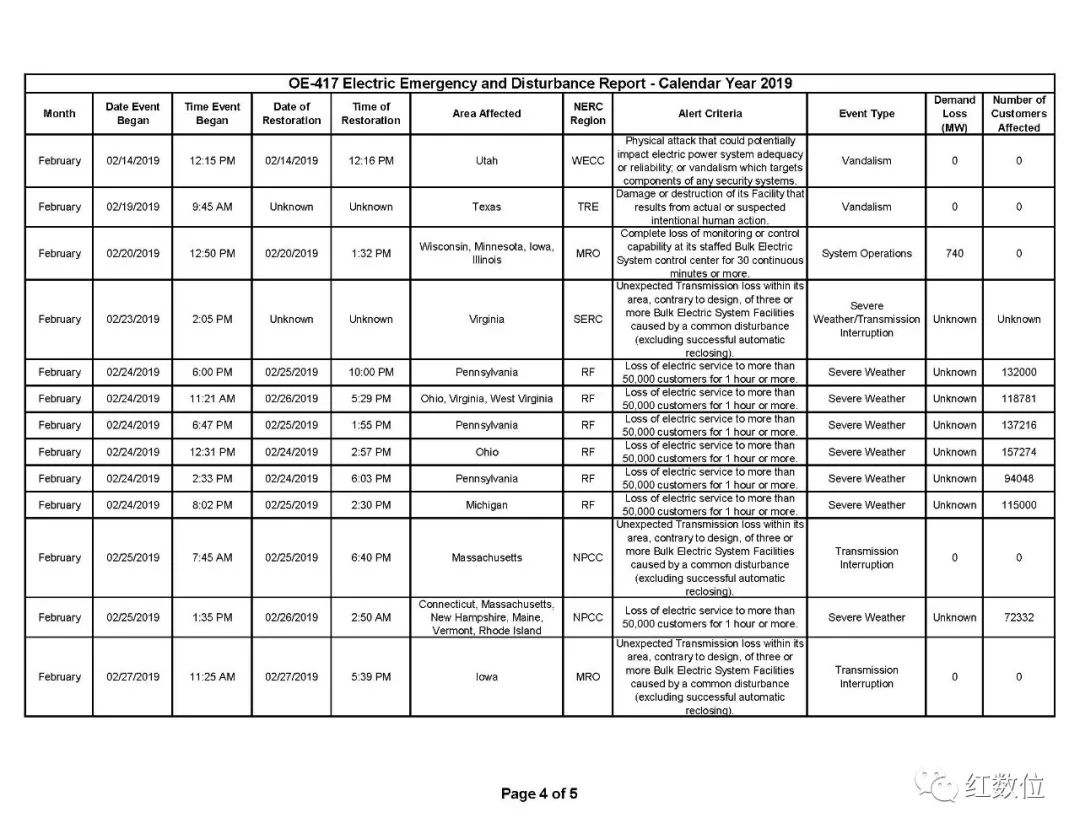 OE-417 Electric Emergency and Disturbance Report - Calendar Year 2019
Month
Date Event
Began
Time Event
Began
Date of
Restoration
Time of
Restoration
Area Affected
NERC
Region
Alert Criteria
Event Type
Demand
Loss
(MW)
Number of
Customers
Affected
February
02/14/2019
12:15 PM
02/14/2019
12:16 PM
Utah
WECC
Physical attack that could potentially
impact electric power system adequacy
or reliability; or vandalism which targets
components of any security systems.
Vandalism
0
0
February
02/19/2019
9:45 AM
Unknown
Unknown
Texas
TRE
Damage or destruction of its Facility that
results from actual or suspected
intentional human action.
Vandalism
0
0
February
02/20/2019
12:50 PM
02/20/2019
1:32 PM
Wisconsin, Minnesota, Iowa,
Illinois
MRO
Complete loss of monitoring or control
capability at its staffed Bulk Electric
System control center for 30 continuous
minutes or more.
System Operations
740
0
February
02/23/2019
2:05 PM
Unknown
Unknown
Virginia
SERC
Unexpected Transmission loss within its
area, contrary to design, of three or
more Bulk Electric System Facilities
caused by a common disturbance
(excluding successful automatic
reclosing).
Severe
Weather/Transmission
Interruption
Unknown
Unknown
February
02/24/2019
6:00 PM
02/25/2019
10:00 PM
Pennsylvania
RF
Loss of electric service to more than
50,000 customers for 1 hour or more.
Severe Weather
Unknown
132000
February
02/24/2019
11:21 AM
02/26/2019
5:29 PM
Ohio, Virginia, West Virginia
RF
Loss of electric service to more than
50,000 customers for 1 hour or more.
Severe Weather
Unknown
118781
February
02/24/2019
6:47 PM
02/25/2019
1:55 PM
Pennsylvania
RF
Loss of electric service to more than
50,000 customers for 1 hour or more.
Severe Weather
Unknown
137216
February
02/24/2019
12:31 PM
02/24/2019
2:57 PM
Ohio
RF
Loss of electric service to more than
50,000 customers for 1 hour or more.
Severe Weather
Unknown
157274
February
02/24/2019
2:33 PM
02/24/2019
6:03 PM
Pennsylvania
RF
Loss of electric service to more than
50,000 customers for 1 hour or more.
Severe Weather
Unknown
94048
February
02/24/2019
8:02 PM
02/25/2019
2:30 PM
Michigan
RF
Loss of electric service to more than
50,000 customers for 1 hour or more.
Severe Weather
Unknown
115000
February
02/25/2019
7:45 AM
02/25/2019
6:40 PM
Massachusetts
NPCC
Unexpected Transmission loss within its
area, contrary to design, of three or
more Bulk Electric System Facilities
caused by a common disturbance
(excluding successful automatic
reclosing).
Transmission
Interruption
0
0
February
02/25/2019
1:35 PM
02/26/2019
2:50 AM
Connecticut, Massachusetts,
New Hampshire, Maine,
Vermont, Rhode Island
NPCC
Loss of electric service to more than
50,000 customers for 1 hour or more.
Severe Weather
Unknown
72332
February
02/27/2019
11:25 AM
02/27/2019
5:39 PM
Iowa
MRO
Unexpected Transmission loss within its
area, contrary to design, of three or
more Bulk Electric System Facilities
caused by a common disturbance
(excluding successful automatic
reclosing).
Transmission
Interruption
0
0
Page 4 of 5
红数位